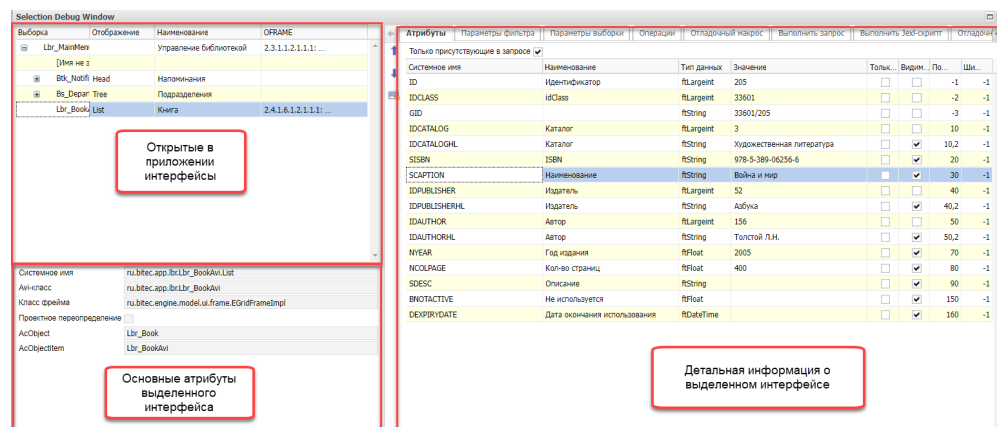 Selection Debug Window
Выборка Отображение Наименование OFRAME
Lbr_MainMen Управление библиотекой 2.3.1.1.2.1.1.1: ...
[Имя не з
Btk_Notifi Head Напоминания
Bs_Depar Tree Подразделения
Lbr_Book List Книга 2.4.1.6.1.2.1.1.1: ...
Открытые в
приложении
интерфейсы
Системное имя ru.bitec.app.lbr.Lbr_BookAvi.List
Avi-класс ru.bitec.app.lbr.Lbr_BookAvi
Класс фрейма ru.bitec.engine.model.ui.frame.EGridFrameImpl
Проектное переопределение
AcObject Lbr_Book
AcObjectItem Lbr_BookAvi
Основные атрибуты
выделенного
интерфейса
Атрибуты Параметры фильтра Параметры выборки Операции Отладочный макрос Выполнить запрос Выполнить Jexl-скрипт Отладочн
Только присутствующие в запросе
Системное имя Наименование Тип данных Значение Тольк... Видим... По... Ши...
ID Идентификатор ftLargeint 205 -1 -1
IDCLASS idClass ftLargeint 33601 -2 -1
GID ftString 33601/205 -3 -1
IDCATALOG Каталог ftLargeint 3 10 -1
IDCATALOGHL Каталог ftString Художественная литература 10,2 -1
SISBN ISBN ftString 978-5-389-06256-6 20 -1
SCAPTION Наименование ftString Война и мир 30 -1
IDPUBLISHER Издатель ftLargeint 52 40 -1
IDPUBLISHERHL Издатель ftString Азбука 40,2 -1
IDAUTHOR Автор ftLargeint 156 50 -1
IDAUTHORHL Автор ftString Толстой Л.Н. 50,2 -1
NYEAR Год издания ftFloat 2005 70 -1
NCOLPAGE Кол-во страниц ftFloat 400 80 -1
SDESC Описание ftString 90 -1
BNOTACTIVE Не используется ftFloat 150 -1
DEXPIRYDATE Дата окончания использования ftDateTime 160 -1
Детальная информация о
выделенном интерфейсе